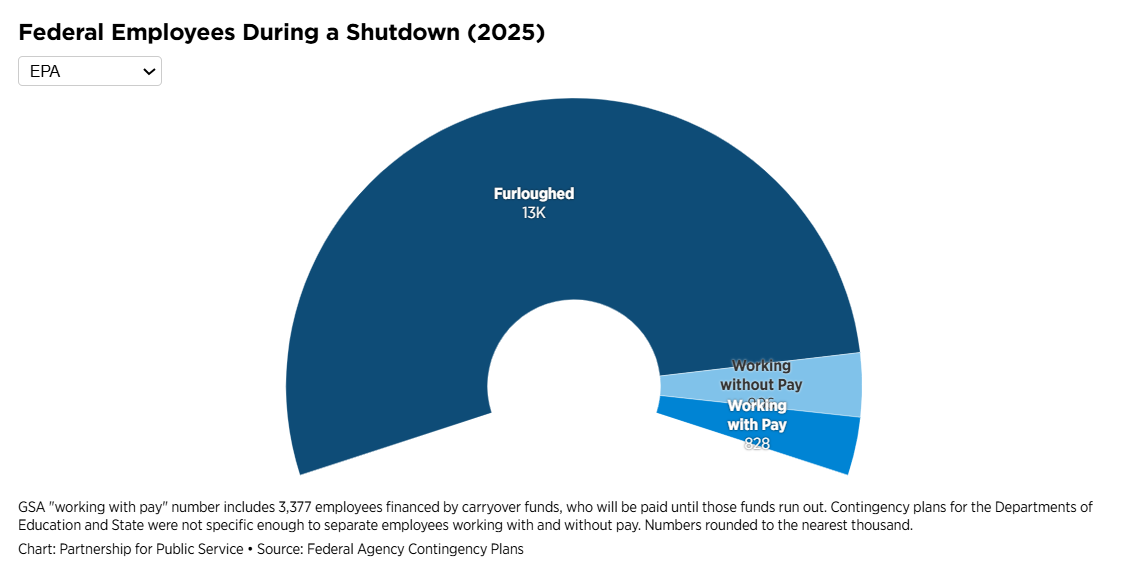 Federal Employees During a Shutdown (2025)
EPA
Furloughed
13K
Working
without Pay
Working
with Pay
828
GSA "working with pay" number includes 3,377 employees financed by carryover funds, who will be paid until those funds run out. Contingency plans for the Departments of
Education and State were not specific enough to separate employees working with and without pay. Numbers rounded to the nearest thousand.
Chart: Partnership for Public Service • Source: Federal Agency Contingency Plans